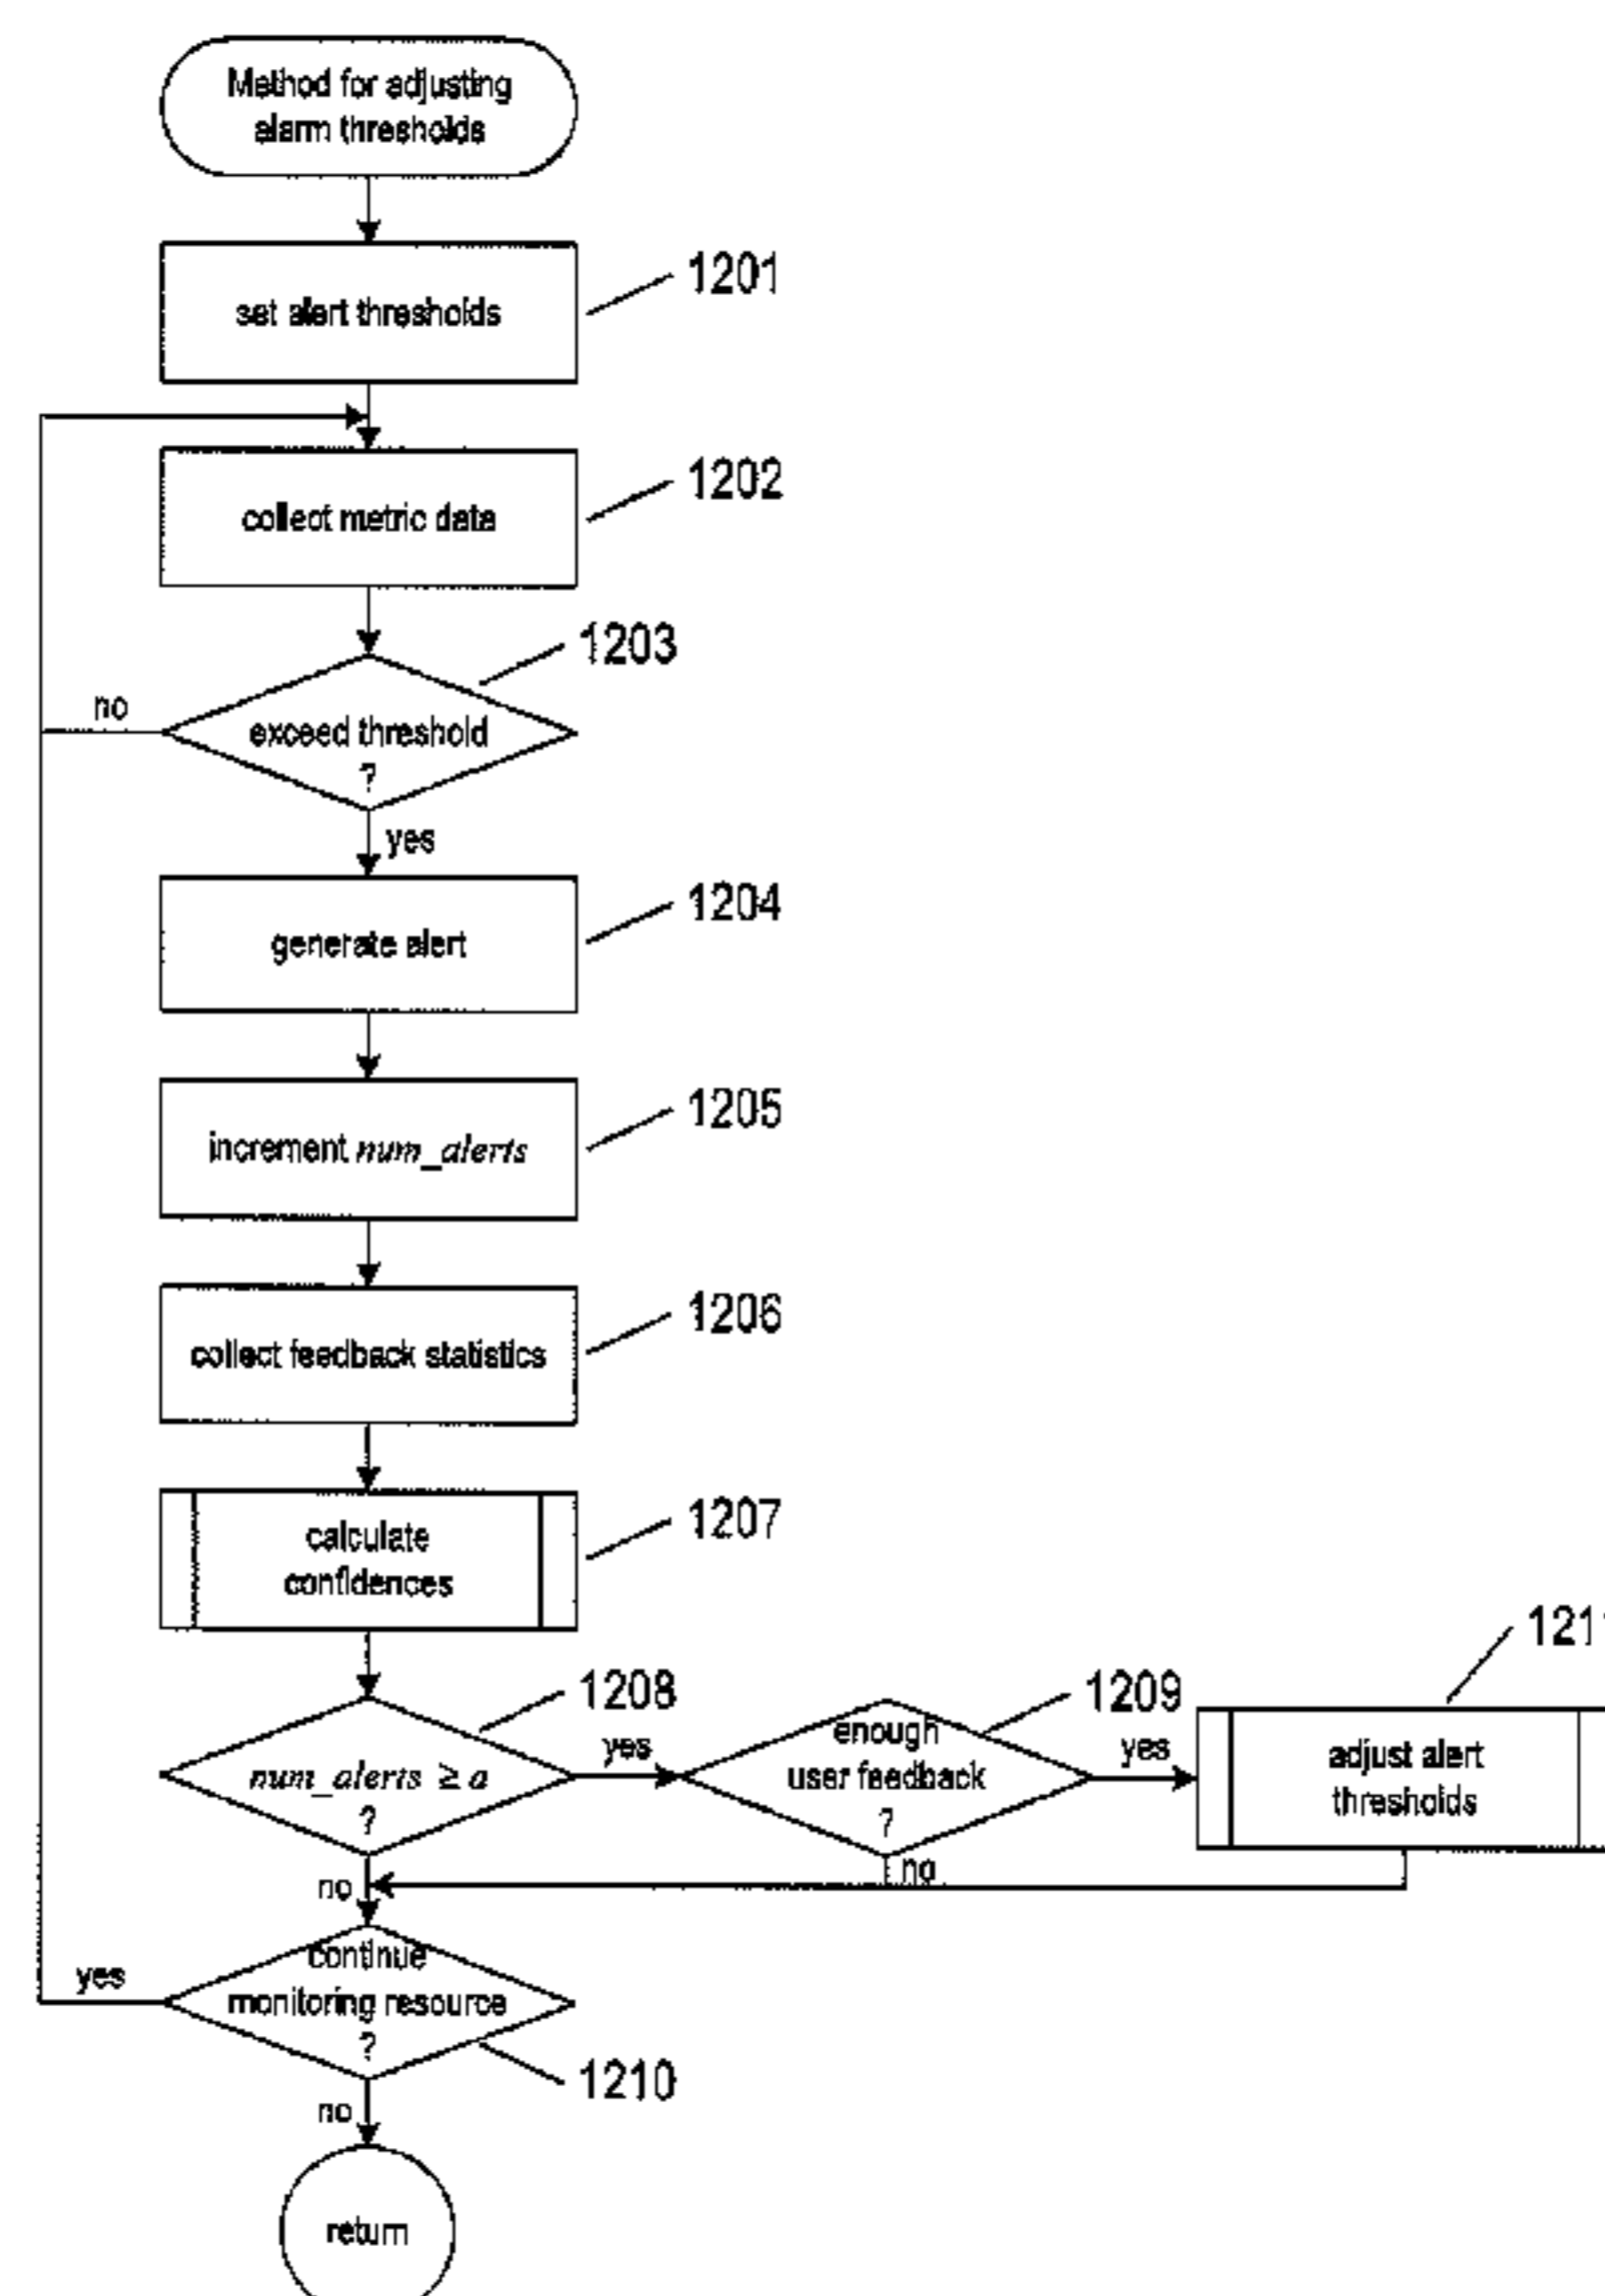 Method for adjusting
alarm thresholds
1201
set alert thresholds
1202
collect metric data
1203
no
exceed threshold
?
yes
1204
generate alert
1205
increment num_alerts
1206
collect feedback statistics
1207
calculate
confidences
1208
num_alerts ≥ a
?
yes
no
1209
enough
user feedback
?
yes
no
1211
adjust alert
thresholds
continue
monitoring resource
?
yes
1210
no
return